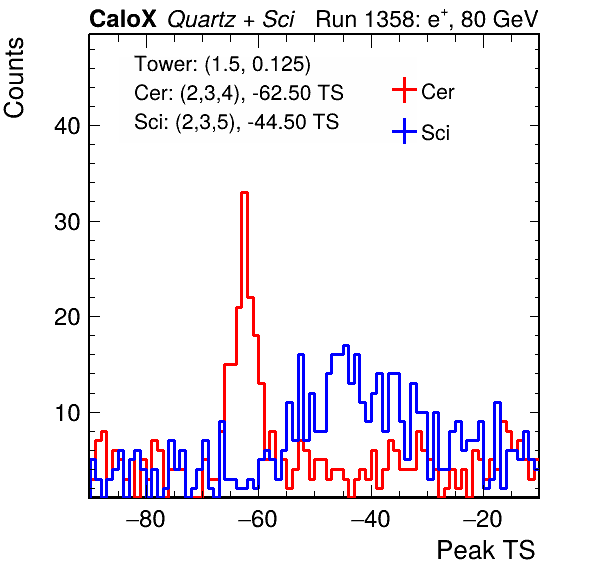 CaloX Quartz + Sci Run 1358: e⁺, 80 GeV
Tower: (1.5, 0.125)
Cer: (2,3,4), -62.50 TS
Sci: (2,3,5), -44.50 TS
Cer
Sci
Counts
40
30
20
10
−80 −60 −40 −20
Peak TS